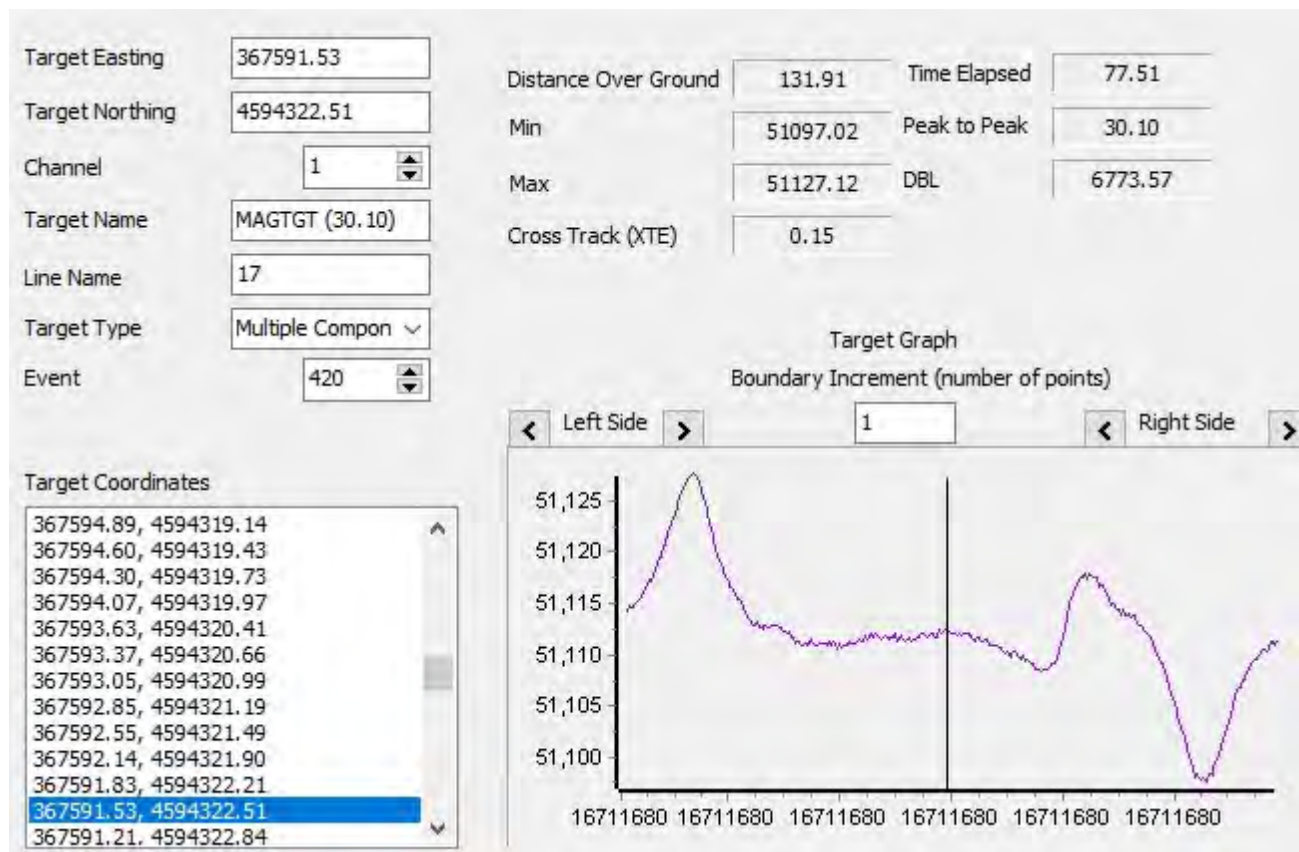 Target Easting 367591.53
Target Northing 4594322.51
Channel 1
Target Name MAGTGT (30.10)
Line Name 17
Target Type Multiple Compon
Event 420
Distance Over Ground 131.91 Time Elapsed 77.51
Min 51097.02 Peak to Peak 30.10
Max 51127.12 DBL 6773.57
Cross Track (XTE) 0.15
Target Coordinates
367594.89, 4594319.14
367594.60, 4594319.43
367594.30, 4594319.73
367594.07, 4594319.97
367593.63, 4594320.41
367593.37, 4594320.66
367593.05, 4594320.99
367592.85, 4594321.19
367592.55, 4594321.49
367592.14, 4594321.90
367591.83, 4594322.21
367591.53, 4594322.51
367591.21, 4594322.84
Target Graph
Boundary Increment (number of points)
< Left Side > 1 < Right Side >
51,125
51,120
51,115
51,110
51,105
51,100
16711680 16711680 16711680 16711680 16711680 16711680